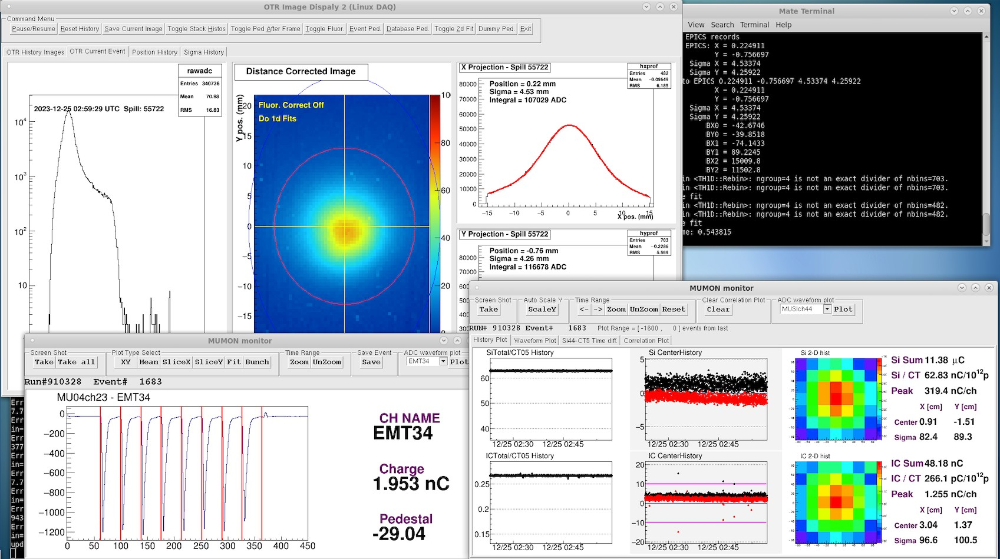 OTR Image Dispaly 2 (Linux DAQ)
Command Menu
Pause/Resume Reset History Save Current Image Toggle Stack Histos Toggle Ped After Frame Toggle Fluor. Event Ped. Database Ped. Toggle 2d Fit Dummy Ped. Exit
OTR History Images OTR Current Event Position History Sigma History
rawadc
Entries 340736
Mean 70.98
RMS 16.83
2023-12-25 02:59:29 UTC Spill: 55722
10^4
10^3
10^2
10
Distance Corrected Image
Fluor. Correct Off
Do 1d Fits
Y pos. (mm)
20
15
10
5
0
−5
−10
−15
80
60
40
20
X Projection - Spill 55722
hxprof
Entries 482
Mean −0.09649
RMS 6.185
Position = 0.22 mm
Sigma = 4.53 mm
Integral = 107029 ADC
80000
70000
60000
50000
40000
30000
20000
10000
0
−15 −10 −5 0 5 10 15
X pos. (mm)
Y Projection - Spill 55722
hyprof
Entries 703
Mean −0.2286
RMS 5.569
Position = -0.76 mm
Sigma = 4.26 mm
Integral = 116678 ADC
80000
70000
Mate Terminal
View Search Terminal Help
EPICS records
EPICS: X = 0.224911
Y = -0.756697
Sigma X = 4.53374
Sigma Y = 4.25922
to EPICS 0.224911 -0.756697 4.53374 4.25922
X = 0.224911
Y = -0.756697
Sigma X = 4.53374
Sigma Y = 4.25922
BX0 = -42.6746
BY0 = -39.8518
BX1 = -74.1433
BY1 = 89.2245
BX2 = 15009.8
BY2 = 11502.8
in <TH1D::Rebin>: ngroup=4 is not an exact divider of nbins=703.
in <TH1D::Rebin>: ngroup=4 is not an exact divider of nbins=703.
e fit
in <TH1D::Rebin>: ngroup=4 is not an exact divider of nbins=482.
in <TH1D::Rebin>: ngroup=4 is not an exact divider of nbins=482.
e fit
me: 0.543815
MUMON monitor
Screen Shot Auto Scale Y Time Range Clear Correlation Plot ADC waveform plot
Take ScaleY <- -> Zoom UnZoom Reset Clear MUSIch44 Plot
RUN# 910328 Event# 1683 Plot Range = [ -1600 , 0 ] events from last
History Plot Waveform Plot Si44-CT5 Time diff. Correlation Plot
SiTotal/CT05 History
60
50
40
12/25 02:30 12/25 02:45
Si CenterHistory
5
0
−5
12/25 02:30 12/25 02:45
Si 2-D hist
Si Sum 11.38 μC
Si / CT 62.83 nC/10^12p
Peak 319.4 nC/ch
X [cm] Y [cm]
Center 0.91 -1.51
Sigma 82.4 89.3
ICTotal/CT05 History
0.25
0.2
0.15
12/25 02:30 12/25 02:45
IC CenterHistory
20
10
0
−10
−20
12/25 02:30 12/25 02:45
IC 2-D hist
IC Sum 48.18 nC
IC / CT 266.1 pC/10^12p
Peak 1.255 nC/ch
X [cm] Y [cm]
Center 3.04 1.37
Sigma 96.6 100.5
MUMON monitor
Screen Shot Plot Type Select Time Range Save Event ADC waveform plot
Take Take all XY Mean SliceX SliceY Fit Bunch Zoom UnZoom Save EMT34 Plot
Run#910328 Event# 1683
MU04ch23 - EMT34
0
−200
−400
−600
−800
−1000
−1200
0 50 100 150 200 250 300 350 400 450
CH NAME
EMT34
Charge
1.953 nC
Pedestal
-29.04
Err
7.7
Err
in=
Err
377
Err
in=
Err
7.7
Err
in=
Err
943
Err
in=
upd